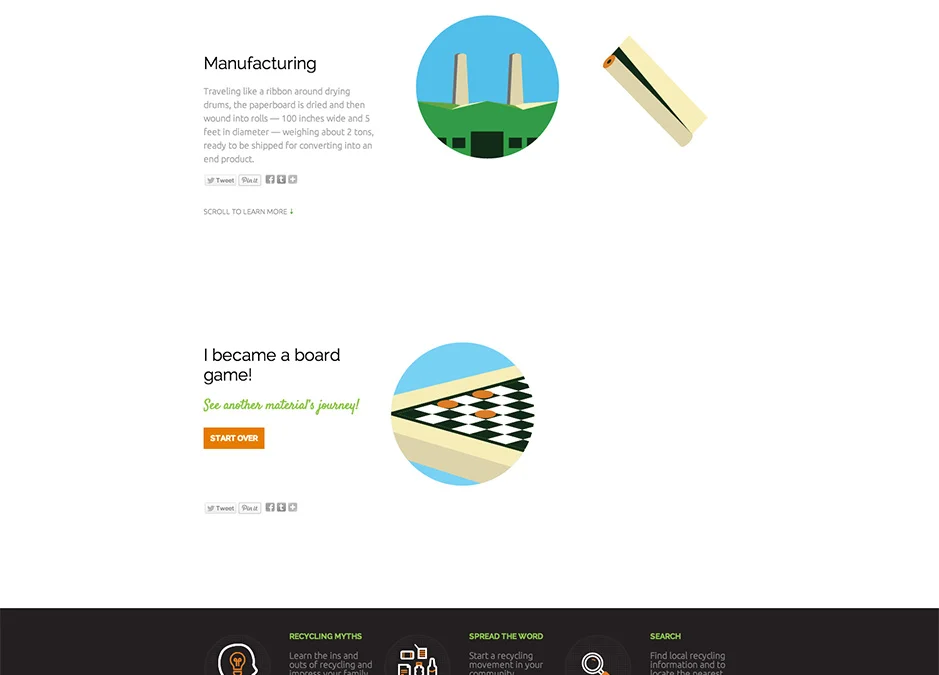 Manufacturing
Traveling like a ribbon around drying
drums, the paperboard is dried and then
wound into rolls — 100 inches wide and 5
feet in diameter — weighing about 2 tons,
ready to be shipped for converting into an
end product.
Tweet Pin it
SCROLL TO LEARN MORE ↓
I became a board
game!
See another material's journey!
START OVER
Tweet Pin it
RECYCLING MYTHS
Learn the ins and
outs of recycling and
impress your family
SPREAD THE WORD
Start a recycling
movement in your
community
SEARCH
Find local recycling
information and to
locate the nearest